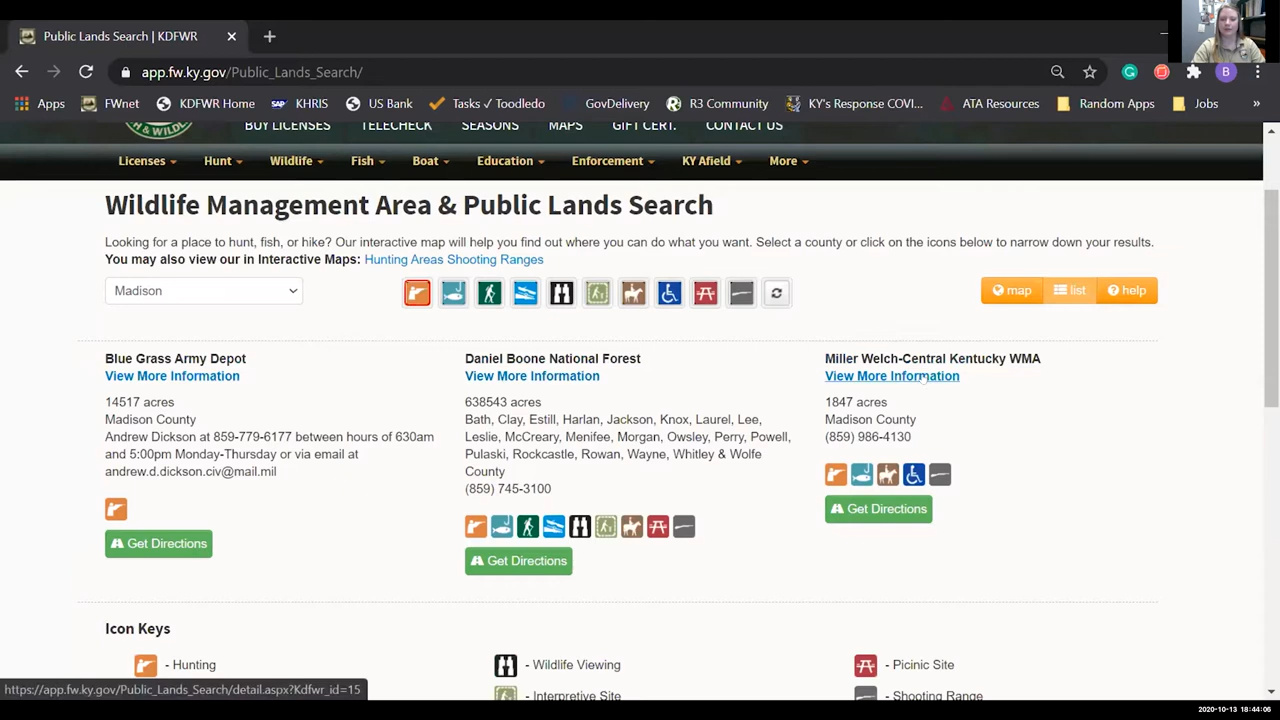 Public Lands Search | KDFWR
app.fw.ky.gov/Public_Lands_Search/
B
Apps FWnet KDFWR Home SAP KHRIS US Bank Tasks ✓ Toodledo GovDelivery R3 Community KY's Response COVI... ATA Resources Random Apps Jobs »
H & WILD
BUY LICENSES TELECHECK SEASONS MAPS GIFT CERT. CONTACT US
Licenses Hunt Wildlife Fish Boat Education Enforcement KY Afield More
Wildlife Management Area & Public Lands Search
Looking for a place to hunt, fish, or hike? Our interactive map will help you find out where you can do what you want. Select a county or click on the icons below to narrow down your results.
You may also view our in Interactive Maps: Hunting Areas Shooting Ranges
Madison
map list help
Blue Grass Army Depot
View More Information
14517 acres
Madison County
Andrew Dickson at 859-779-6177 between hours of 630am
and 5:00pm Monday-Thursday or via email at
andrew.d.dickson.civ@mail.mil
Get Directions
Daniel Boone National Forest
View More Information
638543 acres
Bath, Clay, Estill, Harlan, Jackson, Knox, Laurel, Lee,
Leslie, McCreary, Menifee, Morgan, Owsley, Perry, Powell,
Pulaski, Rockcastle, Rowan, Wayne, Whitley & Wolfe
County
(859) 745-3100
Get Directions
Miller Welch-Central Kentucky WMA
View More Information
1847 acres
Madison County
(859) 986-4130
Get Directions
Icon Keys
- Hunting
- Wildlife Viewing
- Picinic Site
- Interpretive Site
- Shooting Range
https://app.fw.ky.gov/Public_Lands_Search/detail.aspx?Kdfwr_id=15
2020-10-13 18:44:06